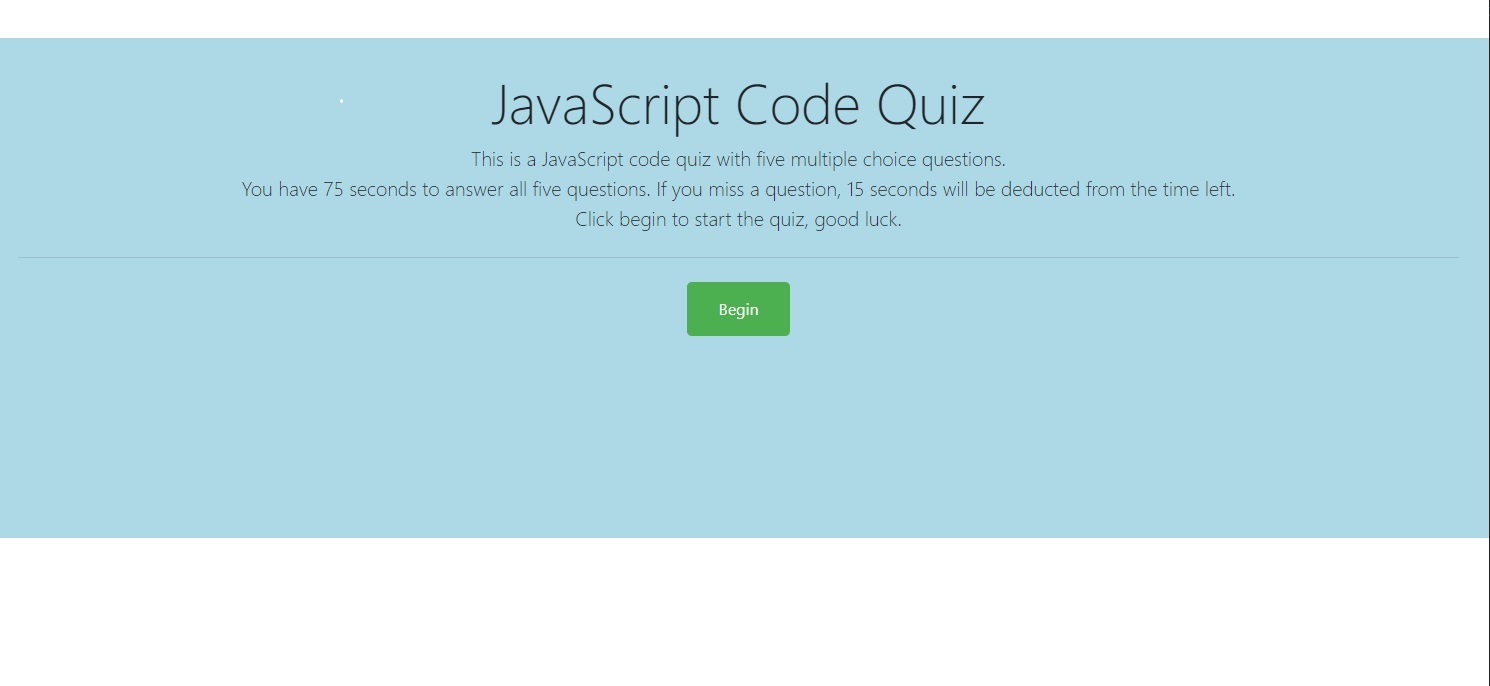 JavaScript Code Quiz
This is a JavaScript code quiz with five multiple choice questions.
You have 75 seconds to answer all five questions. If you miss a question, 15 seconds will be deducted from the time left.
Click begin to start the quiz, good luck.
Begin